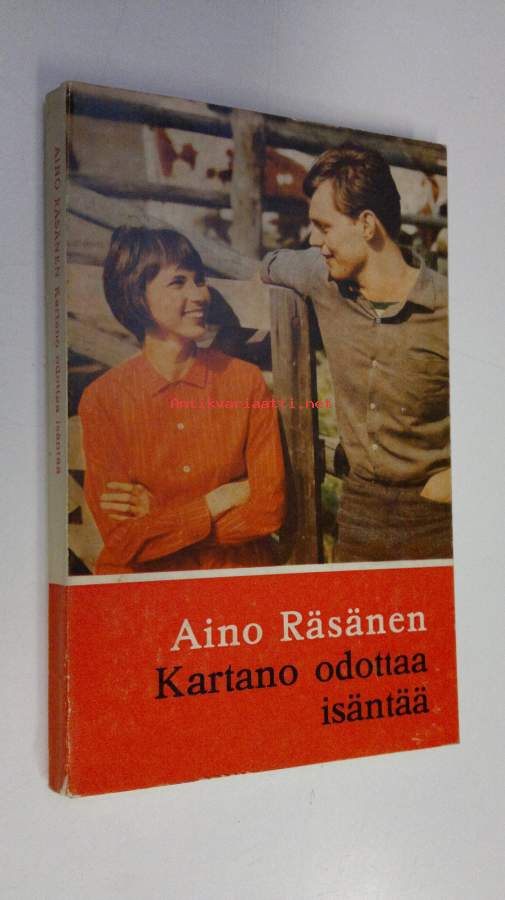 AINO RÄSÄNEN Kartano odottaa isäntää
Antikvariaatti.net
Aino Räsänen
Kartano odottaa
isäntää